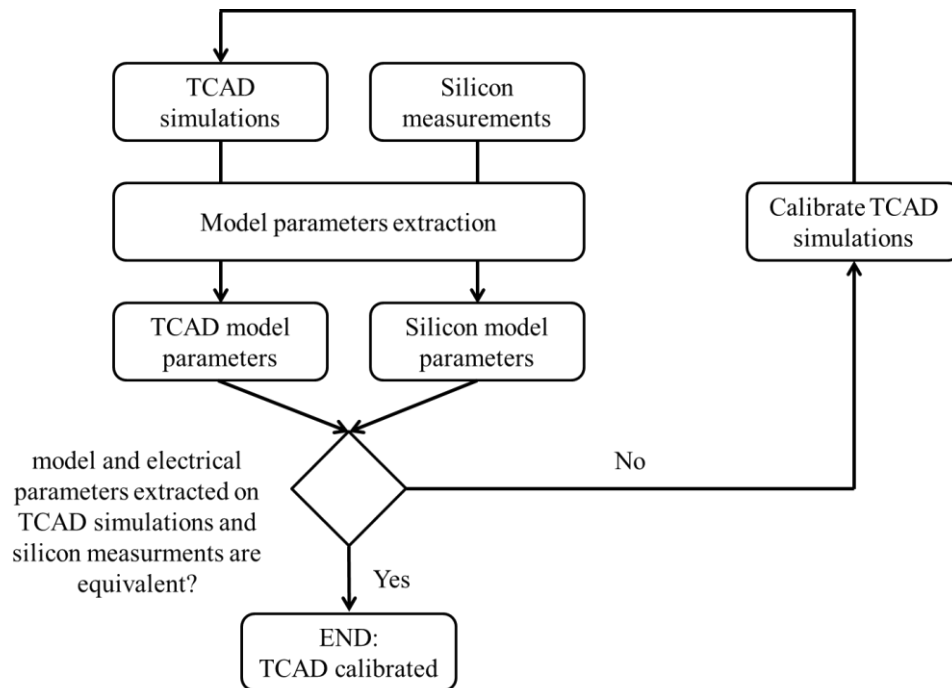 TCAD
simulations
Silicon
measurements
Model parameters extraction
Calibrate TCAD
simulations
TCAD model
parameters
Silicon model
parameters
model and electrical
parameters extracted on
TCAD simulations and
silicon measurments are
equivalent?
No
Yes
END:
TCAD calibrated